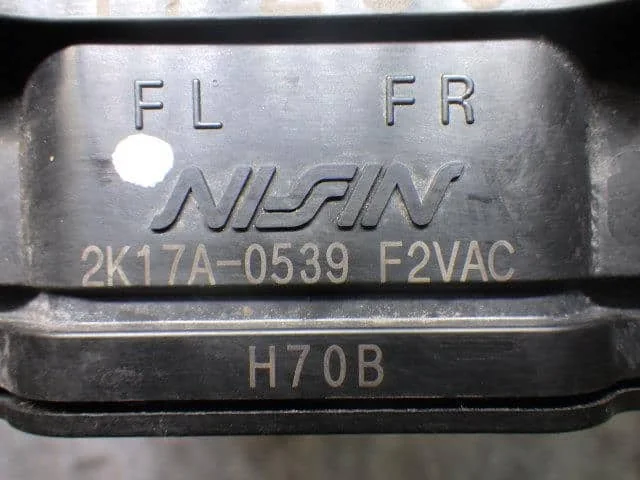 FL FR
NISSIN
2K17A-0539 F2VAC
H70B